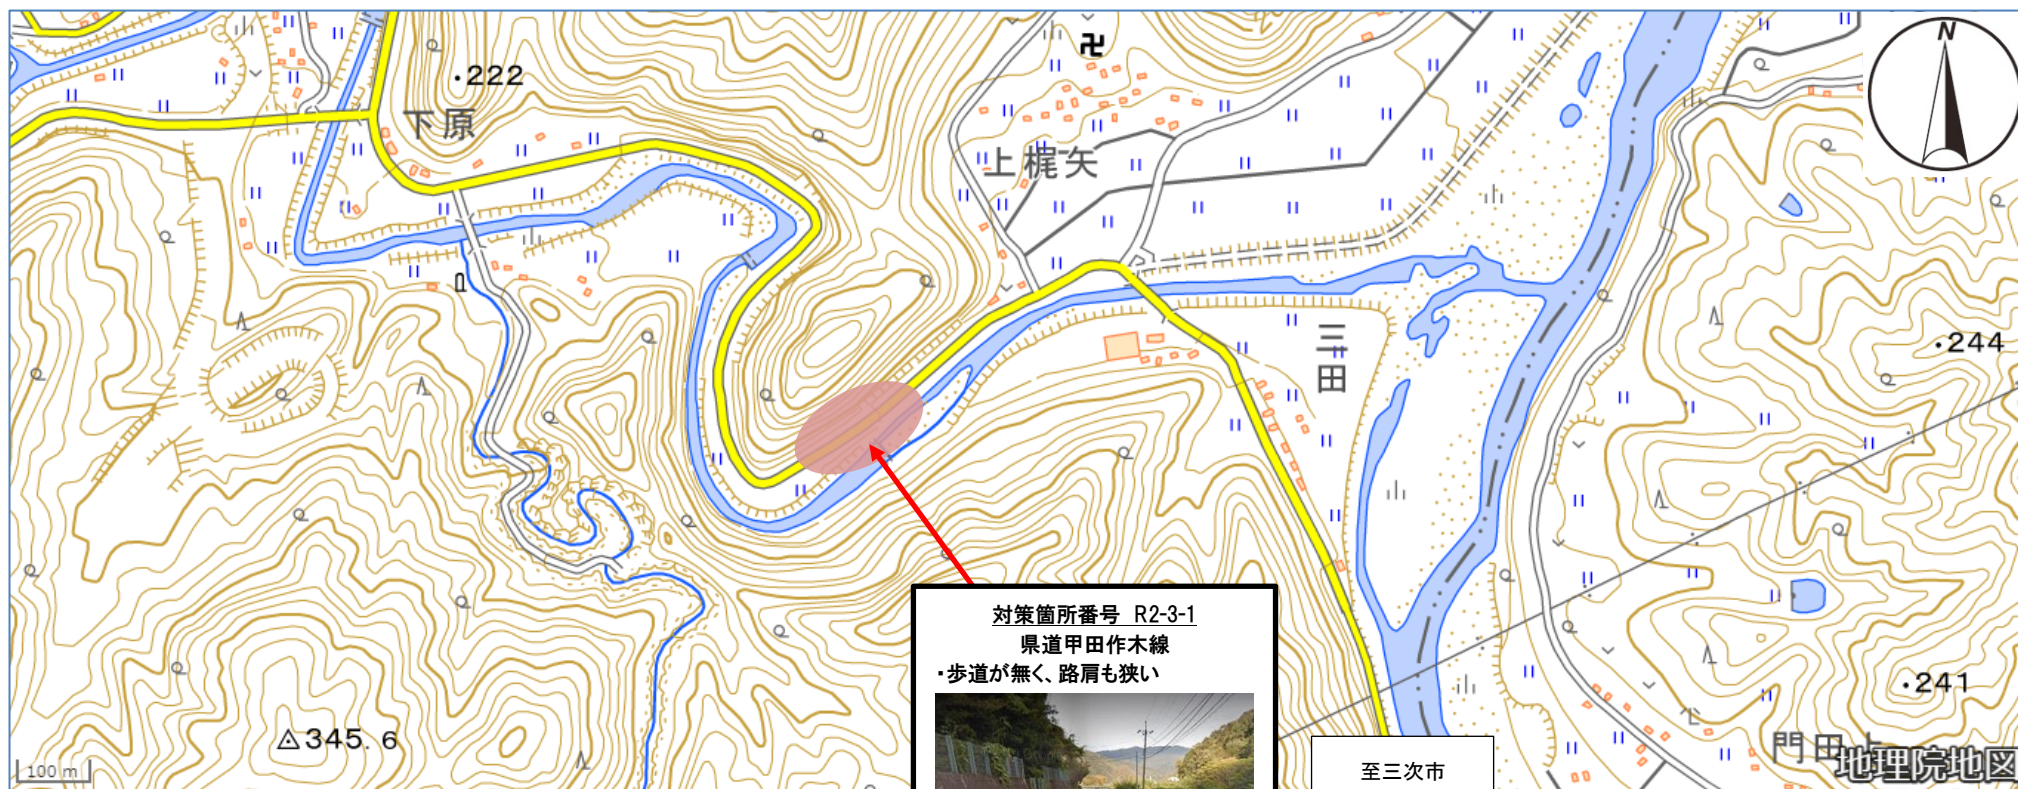 N
222
下原
上梶矢
三田
244
対策箇所番号 R2-3-1
県道甲田作木線
・歩道が無く、路肩も狭い
241
345.6
門田上
地理院地図
100 m
至三次市